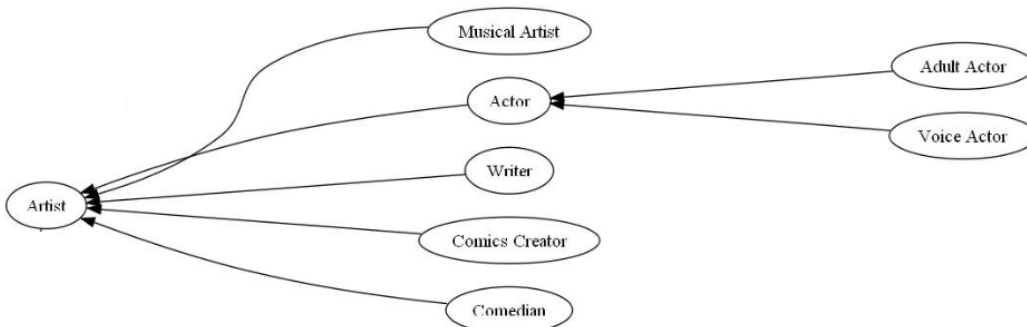 Musical Artist
Adult Actor
Actor
Voice Actor
Writer
Artist
Comics Creator
Comedian